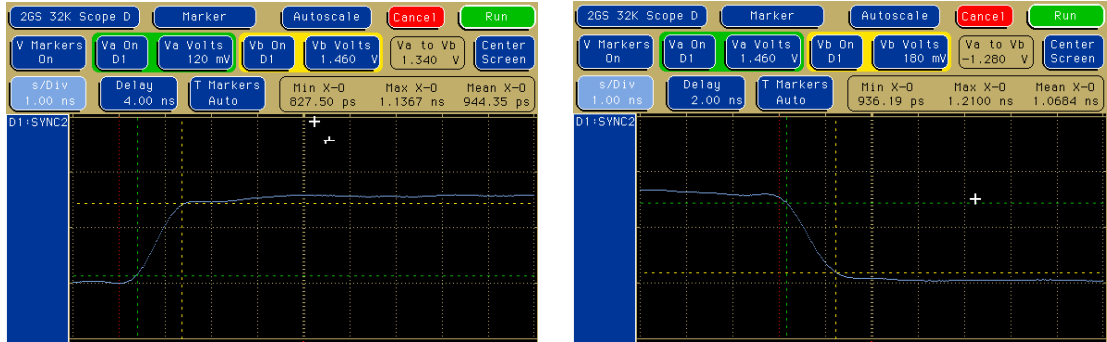 2GS 32K Scope D Marker Autoscale Cancel Run
V Markers On Va On D1 Va Volts 120 mV Vb On D1 Vb Volts 1.460 V Va to Vb 1.340 V Center Screen
s/Div 1.00 ns Delay 4.00 ns T Markers Auto Min X-O 827.50 ps Max X-O 1.1367 ns Mean X-O 944.35 ps
D1:SYNC2
2GS 32K Scope D Marker Autoscale Cancel Run
V Markers On Va On D1 Va Volts 1.460 V Vb On D1 Vb Volts 180 mV Va to Vb -1.280 V Center Screen
s/Div 1.00 ns Delay 2.00 ns T Markers Auto Min X-O 936.19 ps Max X-O 1.2100 ns Mean X-O 1.0684 ns
D1:SYNC2